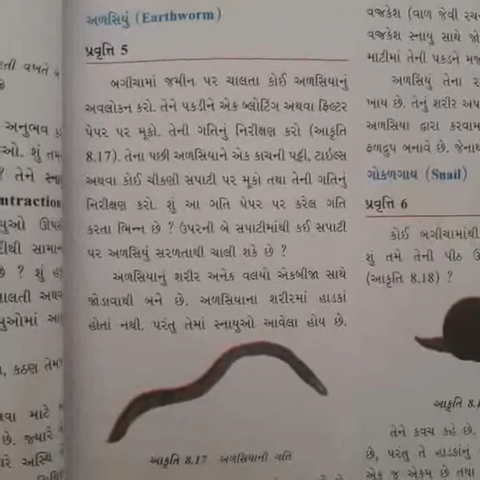 અળસિયું (Earthworm)
પ્રવૃત્તિ 5
બગીચામાં જમીન પર ચાલતા કોઈ અળસિયાનું
અવલોકન કરો. તેને પકડીને એક બ્લોટિંગ અથવા ફિલ્ટર
પેપર પર મૂકો. તેની ગતિનું નિરીક્ષણ કરો (આકૃતિ
8.17). તેના પછી અળસિયાને એક કાચની પટ્ટી, ટાઇલ્સ
અથવા કોઈ ચીકણી સપાટી પર મૂકો તથા તેની ગતિનું
નિરીક્ષણ કરો. શું આ ગતિ પેપર પર કરેલ ગતિ
કરતા ભિન્ન છે ? ઉપરની બે સપાટીમાંથી કઈ સપાટી
પર અળસિયું સરળતાથી ચાલી શકે છે ?
અળસિયાનું શરીર અનેક વલયો એકબીજા સાથે
જોડાવાથી બને છે. અળસિયાના શરીરમાં હાડકાં
હોતાં નથી. પરંતુ તેમાં સ્નાયુઓ આવેલા હોય છે.
આકૃતિ 8.17 અળસિયાની ગતિ
વજ્રકેશ (વાળ જેવી
વજ્રકેશ સ્નાયુ સાથે
માટીમાં તેની પકડને
અળસિયું તેના
ખાય છે. તેનું શરીર
અળસિયા દ્વારા
ફળદ્રુપ બનાવે છે.
ગોકળગાય (Snail)
પ્રવૃત્તિ 6
કોઈ બગીચામાંથી
શું તમે તેની પીઠ
(આકૃતિ 8.18) ?
આકૃતિ
તેને કવચ કહે છે.
છે, પરંતુ તે હાડકાંનું
એક જ એકમ છે તથા